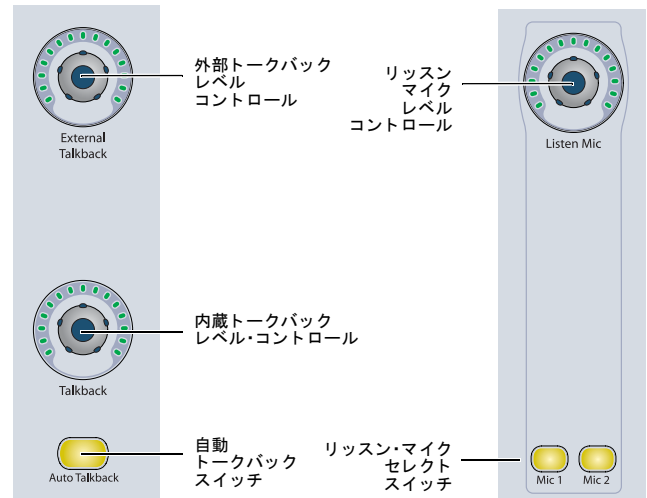 外部トークバック
レベル
コントロール
External
Talkback
リッスン
マイク
レベル
コントロール
Listen Mic
内蔵トークバック
レベル・コントロール
Talkback
自動
トークバック
スイッチ
Auto Talkback
リッスン・マイク
セレクト
スイッチ
Mic 1
Mic 2